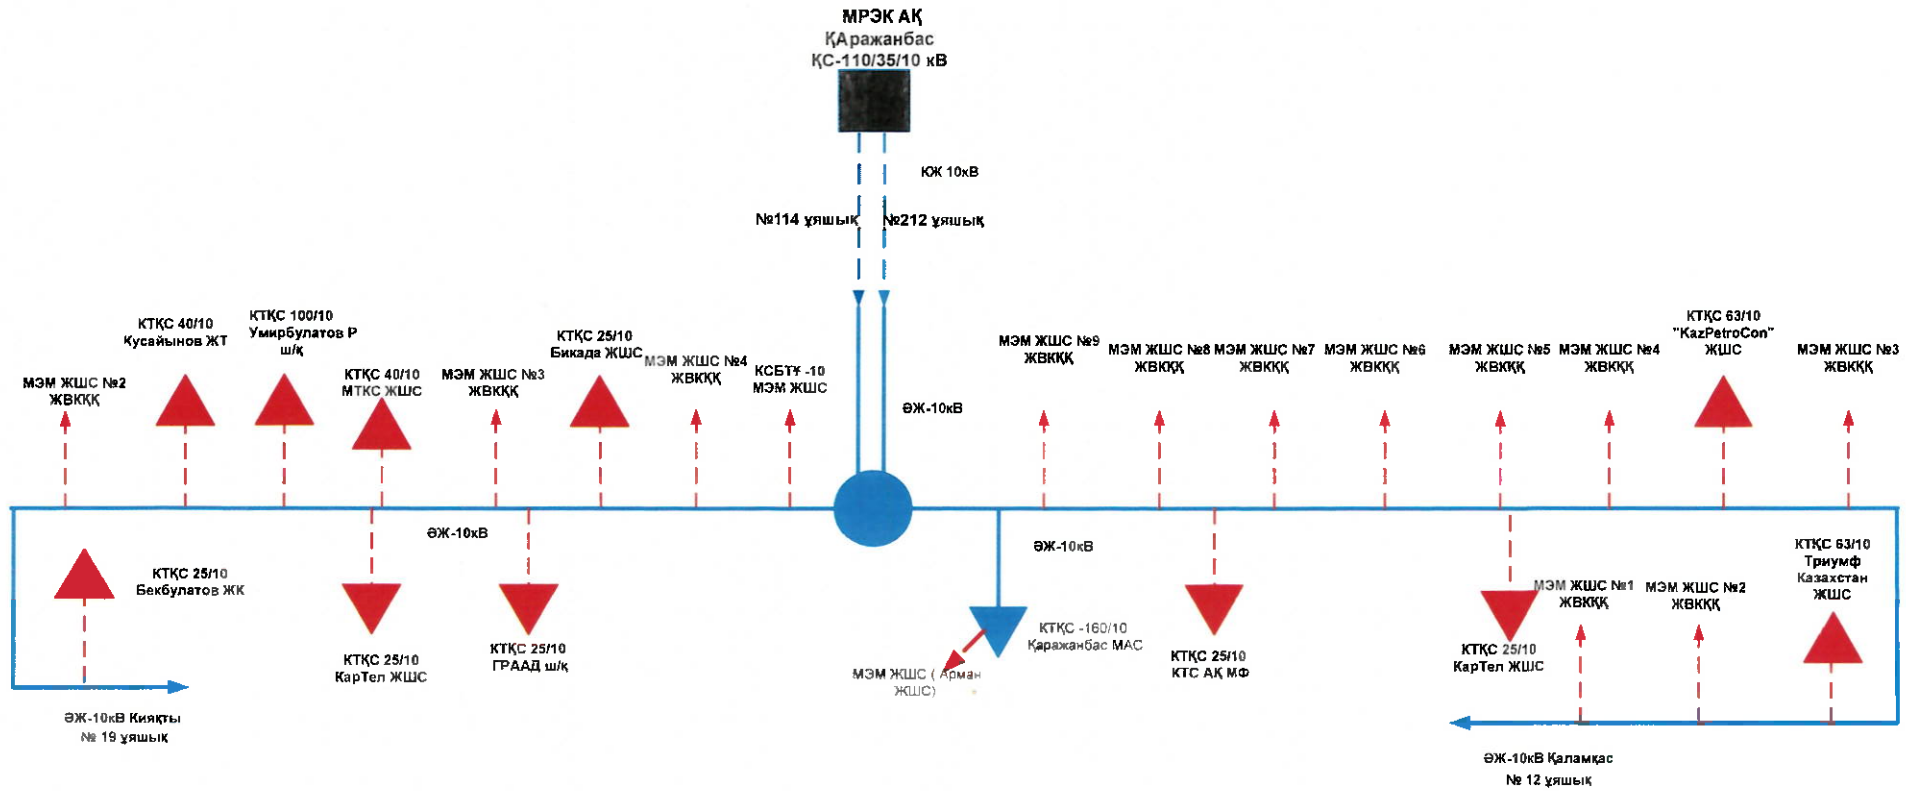 МРЭК АҚ
ҚАражанбас
ҚС-110/35/10 кВ
КЖ 10кВ
№114 ұяшық
№212 ұяшық
КТҚС 40/10
Кусайынов ЖТ
КТҚС 100/10
Умирбулатов Р
ш/қ
МЭМ ЖШС №2
ЖВКҚҚ
КТҚС 40/10
МТКС ЖШС
МЭМ ЖШС №3
ЖВКҚҚ
КТҚС 25/10
Бикада ЖШС
МЭМ ЖШС №4
ЖВКҚҚ
КСБТҰ -10
МЭМ ЖШС
ӘЖ-10кВ
МЭМ ЖШС №9
ЖВКҚҚ
МЭМ ЖШС №8
ЖВКҚҚ
МЭМ ЖШС №7
ЖВКҚҚ
МЭМ ЖШС №6
ЖВКҚҚ
МЭМ ЖШС №5
ЖВКҚҚ
МЭМ ЖШС №4
ЖВКҚҚ
КТҚС 63/10
"KazPetroCon"
ЖШС
МЭМ ЖШС №3
ЖВКҚҚ
ӘЖ-10кВ
ӘЖ-10кВ
КТҚС 25/10
Бекбулатов ЖК
КТҚС 25/10
КарТел ЖШС
КТҚС 25/10
ГРААД ш/қ
КТҚС -160/10
Қаражанбас МАС
МЭМ ЖШС ( Арман
ЖШС)
КТҚС 25/10
КТС АҚ МФ
КТҚС 25/10
КарТел ЖШС
МЭМ ЖШС №1
ЖВКҚҚ
МЭМ ЖШС №2
ЖВКҚҚ
КТҚС 63/10
Триумф
Казахстан
ЖШС
ӘЖ-10кВ Кияқты
№ 19 ұяшық
ӘЖ-10кВ Қаламқас
№ 12 ұяшық